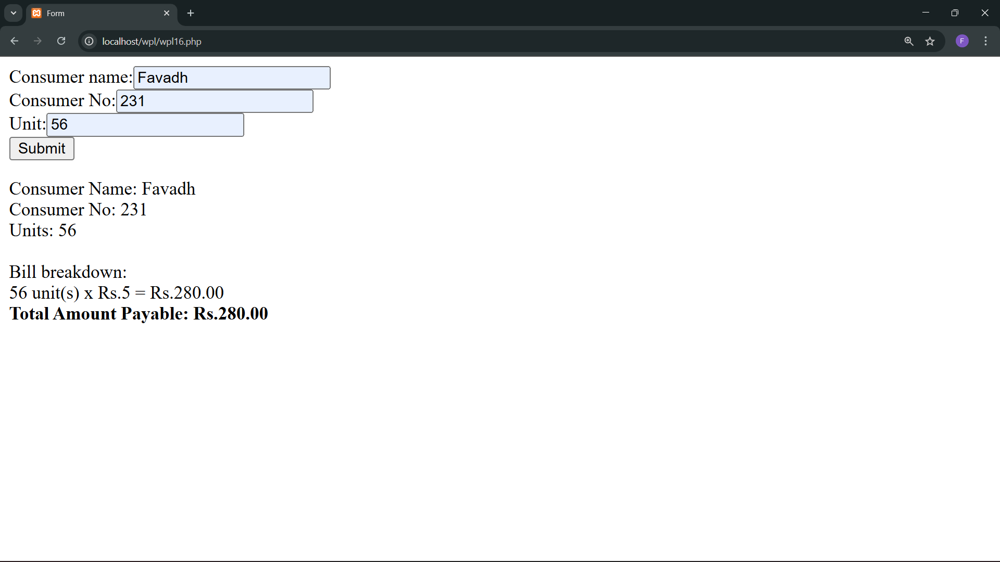 Form
localhost/wpl/wpl16.php
F
Consumer name: Favadh
Consumer No: 231
Unit: 56
Submit
Consumer Name: Favadh
Consumer No: 231
Units: 56
Bill breakdown:
56 unit(s) x Rs.5 = Rs.280.00
Total Amount Payable: Rs.280.00